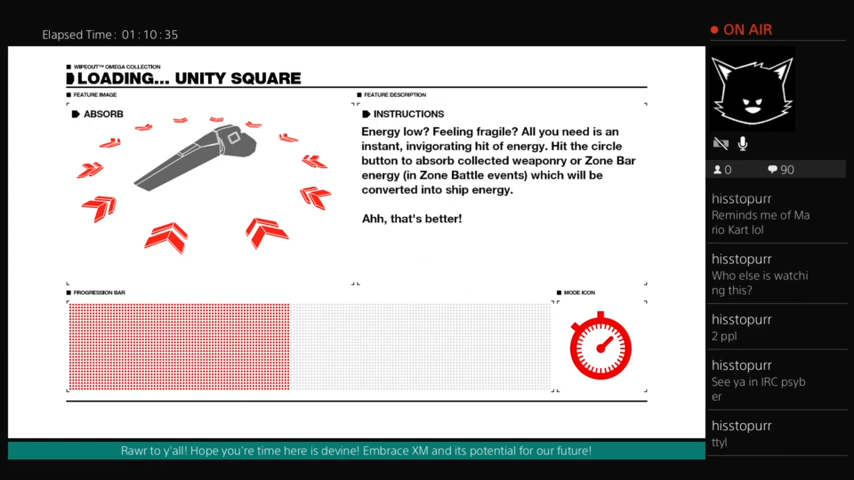 Elapsed Time: 01:10:35
WIPEOUT™ OMEGA COLLECTION
LOADING... UNITY SQUARE
FEATURE IMAGE
ABSORB
FEATURE DESCRIPTION
INSTRUCTIONS
Energy low? Feeling fragile? All you need is an
instant, invigorating hit of energy. Hit the circle
button to absorb collected weaponry or Zone Bar
energy (in Zone Battle events) which will be
converted into ship energy.
Ahh, that's better!
PROGRESSION BAR
MODE ICON
Rawr to y'all! Hope you're time here is devine! Embrace XM and its potential for our future!
ON AIR
0
90
hisstopurr
Reminds me of Ma
rio Kart lol
hisstopurr
Who else is watchi
ng this?
hisstopurr
2 ppl
hisstopurr
See ya in IRC psyb
er
hisstopurr
ttyl